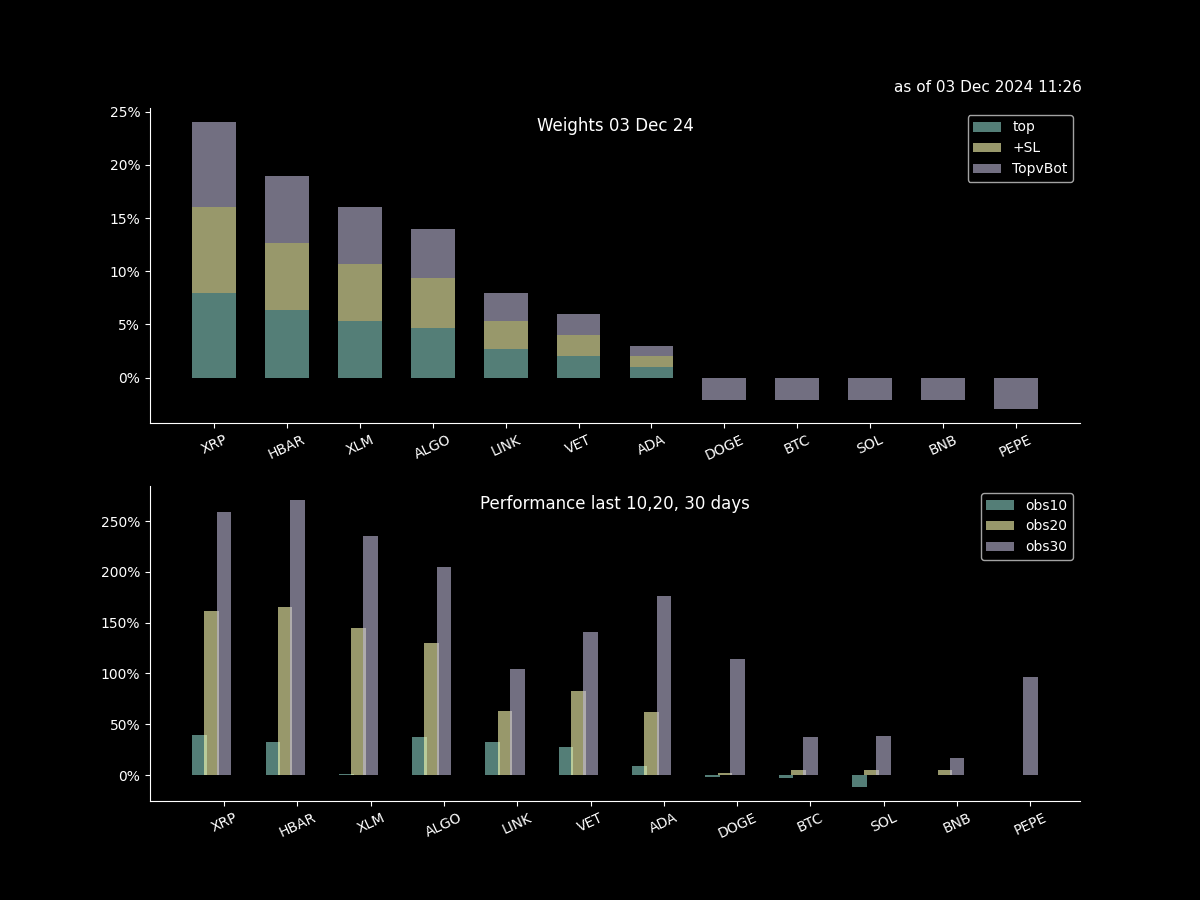 as of 03 Dec 2024 11:26
Weights 03 Dec 24
top
+SL
TopvBot
25%
20%
15%
10%
5%
0%
XRP HBAR XLM ALGO LINK VET ADA DOGE BTC SOL BNB PEPE
Performance last 10,20, 30 days
obs10
obs20
obs30
250%
200%
150%
100%
50%
0%
XRP HBAR XLM ALGO LINK VET ADA DOGE BTC SOL BNB PEPE